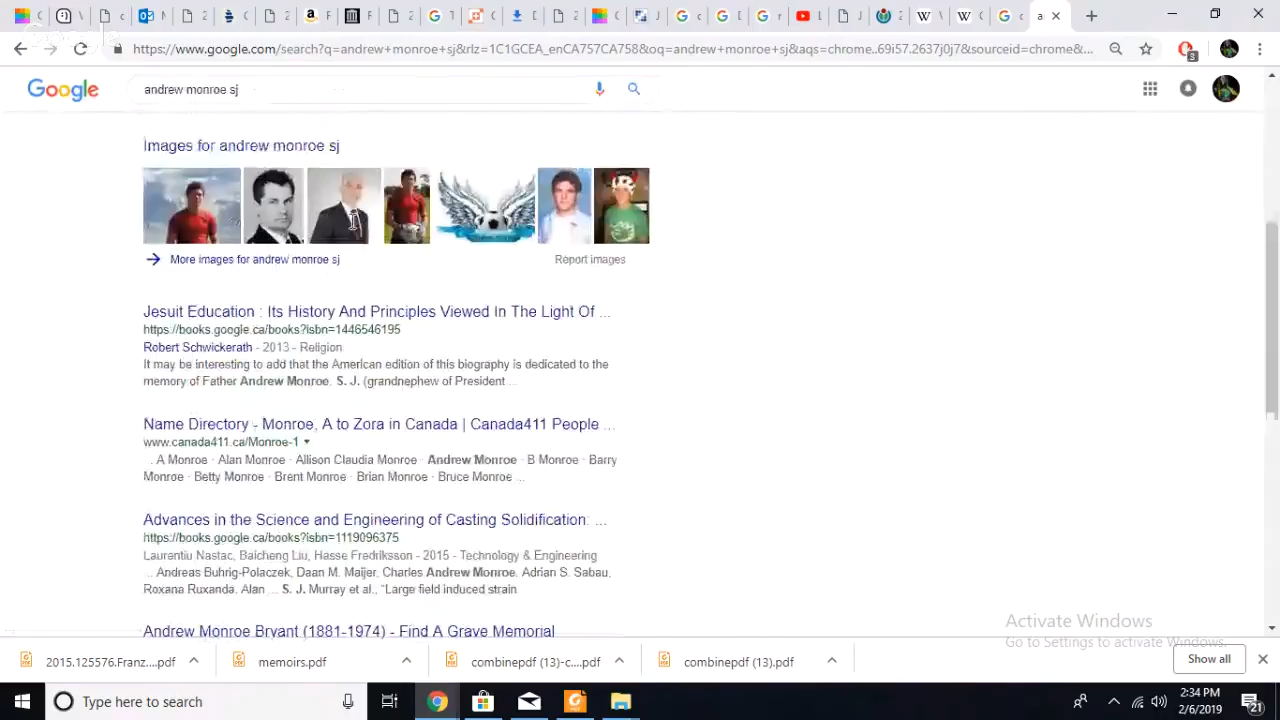 https://www.google.com/search?q=andrew+monroe+sj&rlz=1C1GCEA_enCA757CA758&oq=andrew+monroe+sj&aqs=chrome..69i57.2637j0j7&sourceid=chrome&...
Google
andrew monroe sj
Images for andrew monroe sj
More images for andrew monroe sj
Report images
Jesuit Education : Its History And Principles Viewed In The Light Of ...
https://books.google.ca/books?isbn=1446546195
Robert Schwickerath - 2013 - Religion
It may be interesting to add that the American edition of this biography is dedicated to the
memory of Father Andrew Monroe, S. J. (grandnephew of President ...
Name Directory - Monroe, A to Zora in Canada | Canada411 People ...
www.canada411.ca/Monroe-1
... A Monroe · Alan Monroe · Allison Claudia Monroe · Andrew Monroe · B Monroe · Barry
Monroe · Betty Monroe · Brent Monroe · Brian Monroe · Bruce Monroe ...
Advances in the Science and Engineering of Casting Solidification: ...
https://books.google.ca/books?isbn=1119096375
Laurentiu Nastac, Baicheng Liu, Hasse Fredriksson - 2015 - Technology & Engineering
... Andreas Buhrig-Polaczek, Daan M. Maijer, Charles Andrew Monroe, Adrian S. Sabau,
Roxana Ruxanda, Alan ... S. J. Murray et al., "Large field induced strain
Andrew Monroe Bryant (1881-1974) - Find A Grave Memorial
Activate Windows
Go to Settings to activate Windows.
2015.125576.Franz....pdf
memoirs.pdf
combinepdf (13)-c....pdf
combinepdf (13).pdf
Show all
Type here to search
2:34 PM
2/6/2019
21